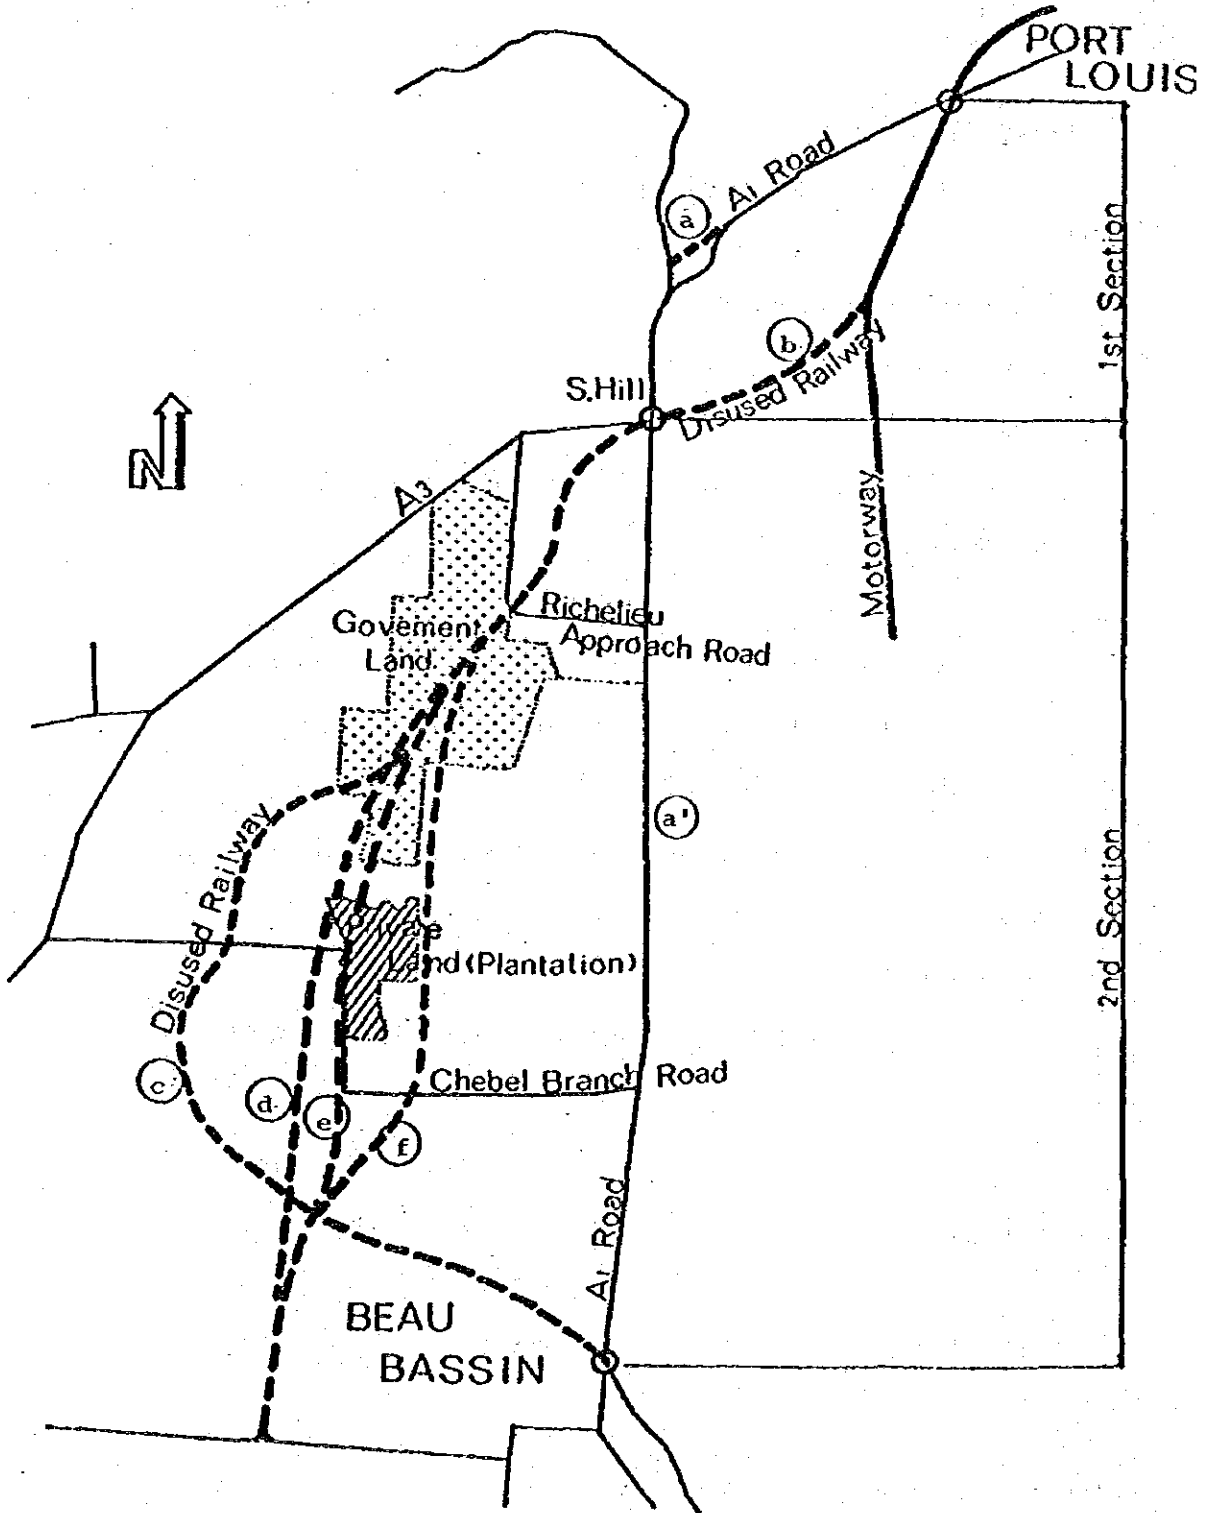 PORT
LOUIS
A1 Road
a
1st Section
b
Disused Railway
S.Hill
N
A3
Motorway
Richelieu
Approach Road
Govement
Land
a'
Disused Railway
2nd Section
Land (Plantation)
c
d
e
f
Chebel Branch Road
A1 Road
BEAU
BASSIN